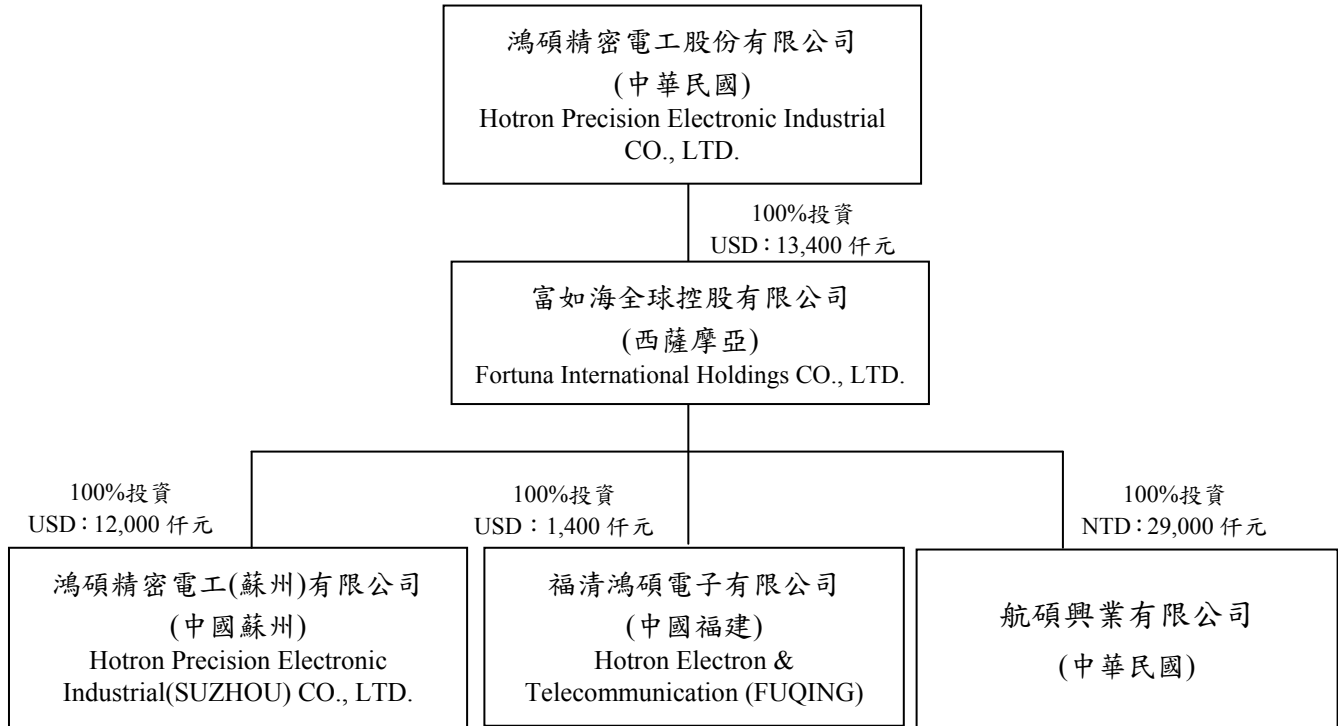 鴻碩精密電工股份有限公司
(中華民國)
Hotron Precision Electronic Industrial
CO., LTD.
100%投資
USD：13,400 仟元
富如海全球控股有限公司
(西薩摩亞)
Fortuna International Holdings CO., LTD.
100%投資
USD：12,000 仟元
鴻碩精密電工(蘇州)有限公司
(中國蘇州)
Hotron Precision Electronic
Industrial(SUZHOU) CO., LTD.
100%投資
USD：1,400 仟元
福清鴻碩電子有限公司
(中國福建)
Hotron Electron &
Telecommunication (FUQING)
100%投資
NTD：29,000 仟元
航碩興業有限公司
(中華民國)